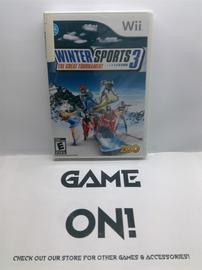 Wii
WINTER SPORTS 3
THE GREAT TOURNAMENT
E
GAME
ON!
CHECK OUT OUR STORE FOR OTHER GAMES & ACCESSORIES!